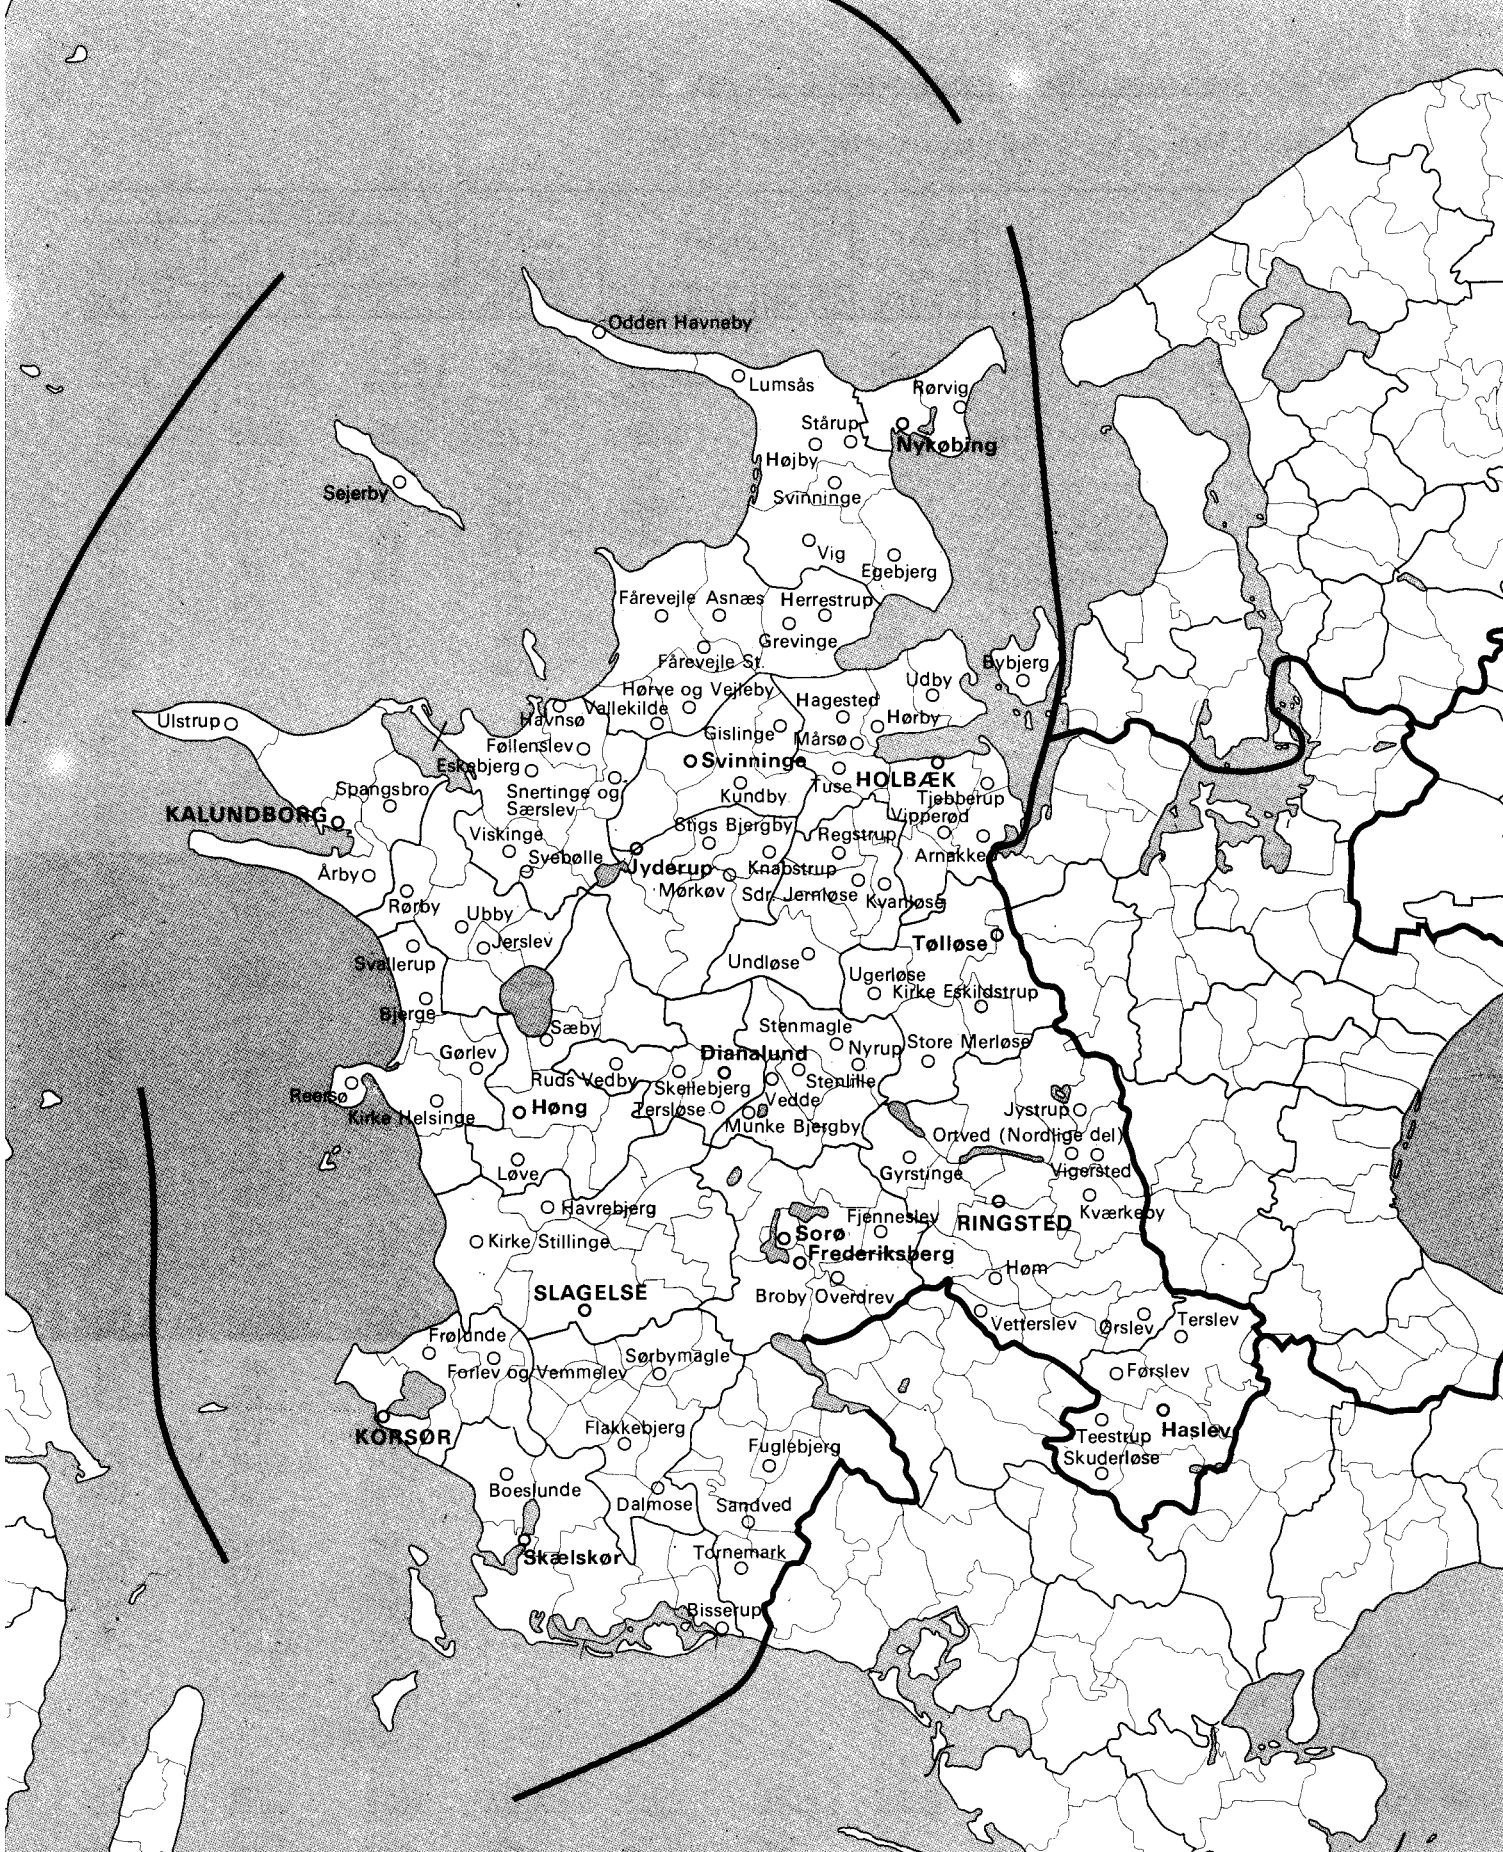 Odden Havneby
Lumsås
Rørvig
Stårup
Nykøbing
Højby
Sejerby
Svinninge
Vig
Egebjerg
Fårevejle
Asnæs
Herrestrup
Grevinge
Fårevejle St.
Bybjerg
Udby
Hørve og Vejleby
Hagested
Vallekilde
Havnsø
Ulstrup
Hørby
Gislinge
Mårsø
Føllenslev
Eskebjerg
Svinninge
HOLBÆK
Tuse
Spangsbro
Snertinge og
Særslev
Kundby
Tjebberup
KALUNDBORG
Vipperød
Stigs Bjergby
Viskinge
Regstrup
Svebølle
Arnakke
Jyderup
Knabstrup
Årby
Mørkøv
Sdr. Jernløse
Kvanløse
Rørby
Ubby
Jerslev
Tølløse
Svallerup
Undløse
Ugerløse
Kirke Eskildstrup
Bjerge
Sæby
Stenmagle
Store Merløse
Gørlev
Dianalund
Nyrup
Ruds Vedby
Skellebjerg
Stenlille
Reersø
Vedde
Høng
Tersløse
Jystrup
Kirke Helsinge
Munke Bjergby
Ortved (Nordlige del)
Løve
Gyrstinge
Vigersted
Havrebjerg
Kværkeby
Fjenneslev
RINGSTED
Kirke Stillinge
Sorø
Frederiksberg
Høm
SLAGELSE
Broby Overdrev
Vetterslev
Ørslev
Terslev
Frølunde
Sørbymagle
Forlev og Vemmelev
Førslev
KORSØR
Flakkebjerg
Haslev
Teestrup
Fuglebjerg
Skuderløse
Boeslunde
Dalmose
Sandved
Skælskør
Tornemark
Bisserup